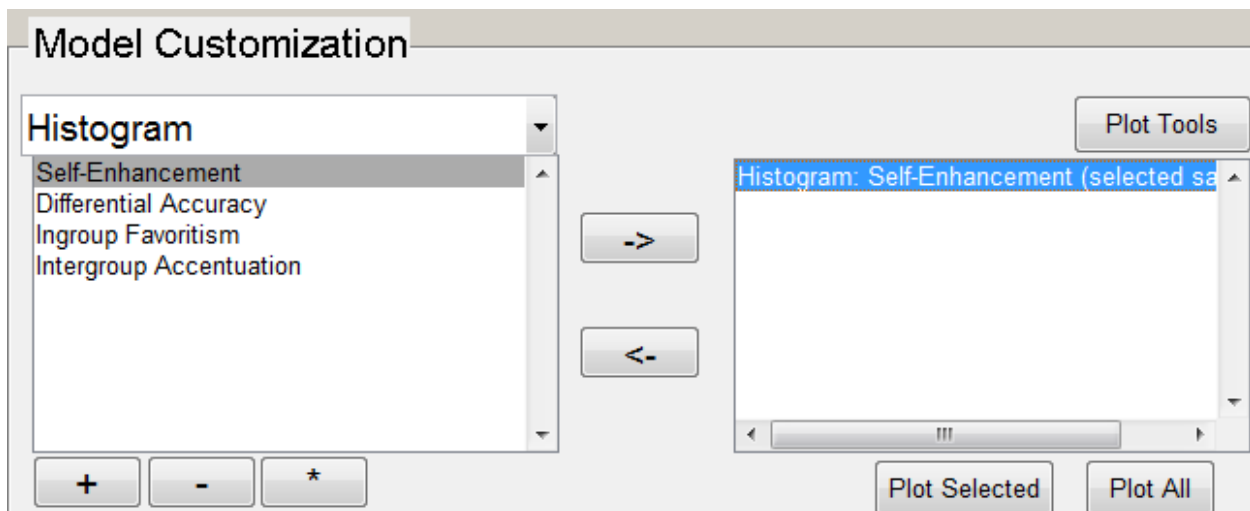 Model Customization
Histogram
Plot Tools
Self-Enhancement
Differential Accuracy
Ingroup Favoritism
Intergroup Accentuation
->
<-
Histogram: Self-Enhancement (selected sa
+
-
*
Plot Selected
Plot All